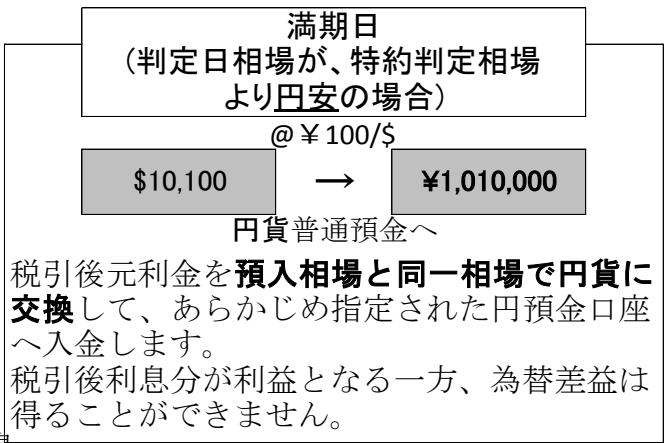 満期日
(判定日相場が、特約判定相場
より円安の場合)
@¥100/$
$10,100 → ¥1,010,000
円貨普通預金へ
税引後元利金を預入相場と同一相場で円貨に
交換して、あらかじめ指定された円預金口座
へ入金します。
税引後利息分が利益となる一方、為替差益は
得ることができません。